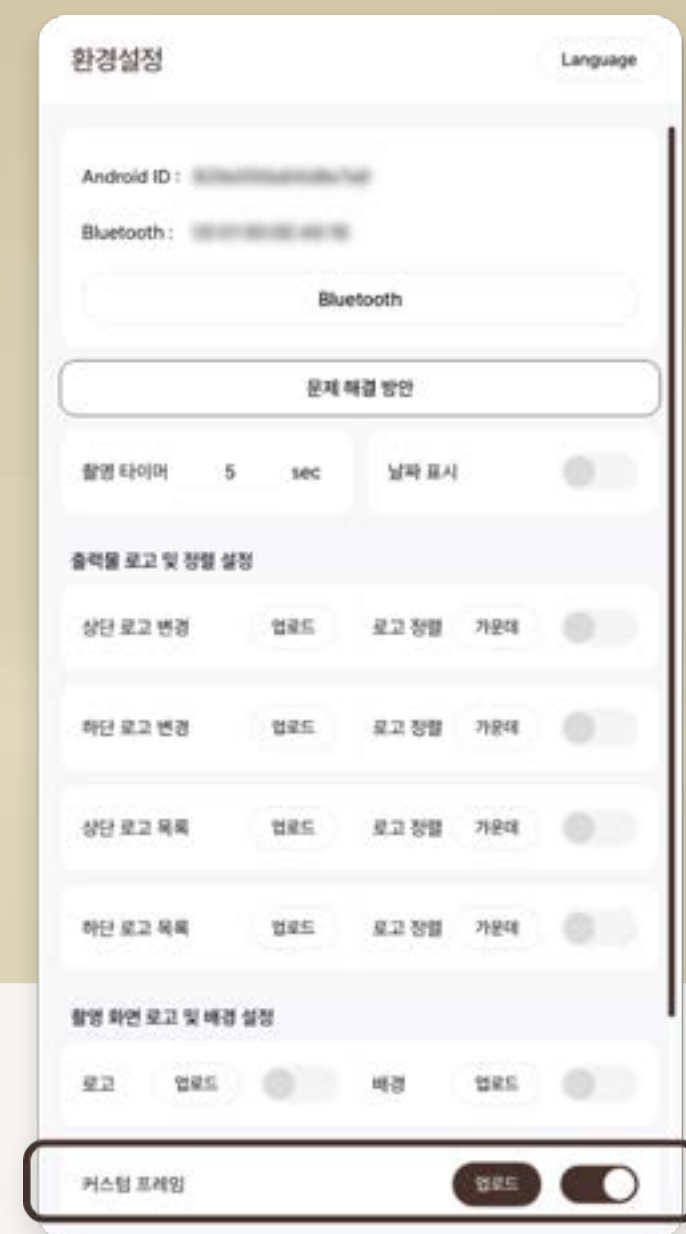 환경설정 Language
Android ID :
Bluetooth :
Bluetooth
문제 해결 방안
촬영 타이머 5 sec 날짜 표시
출력물 로고 및 정렬 설정
상단 로고 변경 업로드 로고 정렬 가운데
하단 로고 변경 업로드 로고 정렬 가운데
상단 로고 목록 업로드 로고 정렬 가운데
하단 로고 목록 업로드 로고 정렬 가운데
촬영 화면 로고 및 배경 설정
로고 업로드 배경 업로드
커스텀 프레임 업로드